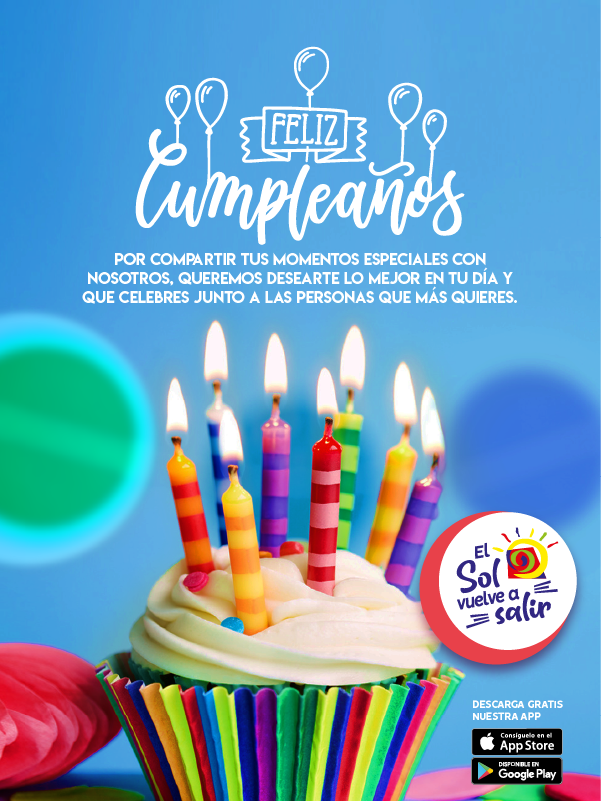 FELIZ
Cumpleaños
POR COMPARTIR TUS MOMENTOS ESPECIALES CON
NOSOTROS, QUEREMOS DESEARTE LO MEJOR EN TU DÍA Y
QUE CELEBRES JUNTO A LAS PERSONAS QUE MÁS QUIERES.
El
Sol
vuelve a
salir
DESCARGA GRATIS
NUESTRA APP
Consíguelo en el
App Store
DISPONIBLE EN
Google Play